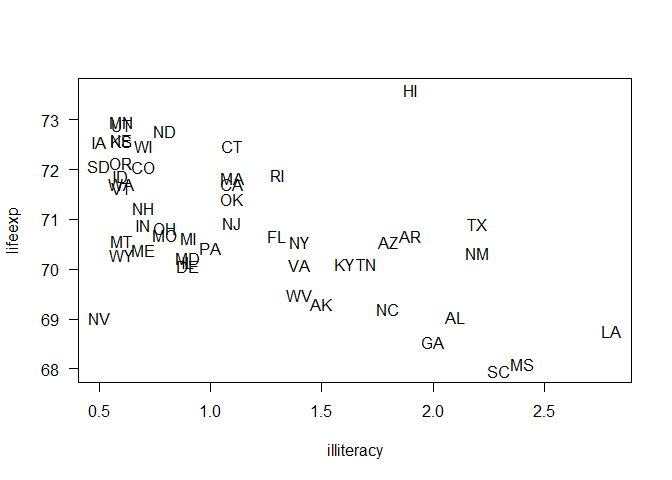 HI
73
MN
UT
ND
IA
NE
KS
WI
CT
72
SD
OR
CO
ID
MA
RI
WA
CA
VT
OK
NH
71
IN
OH
NJ
TX
MO
MI
FL
AR
MT
NY
AZ
PA
ME
WY
NM
MD
IL
70
DE
VA
KY
TN
WV
AK
NC
69
NV
AL
LA
GA
MS
68
SC
0.5 1.0 1.5 2.0 2.5
illiteracy
lifeexp